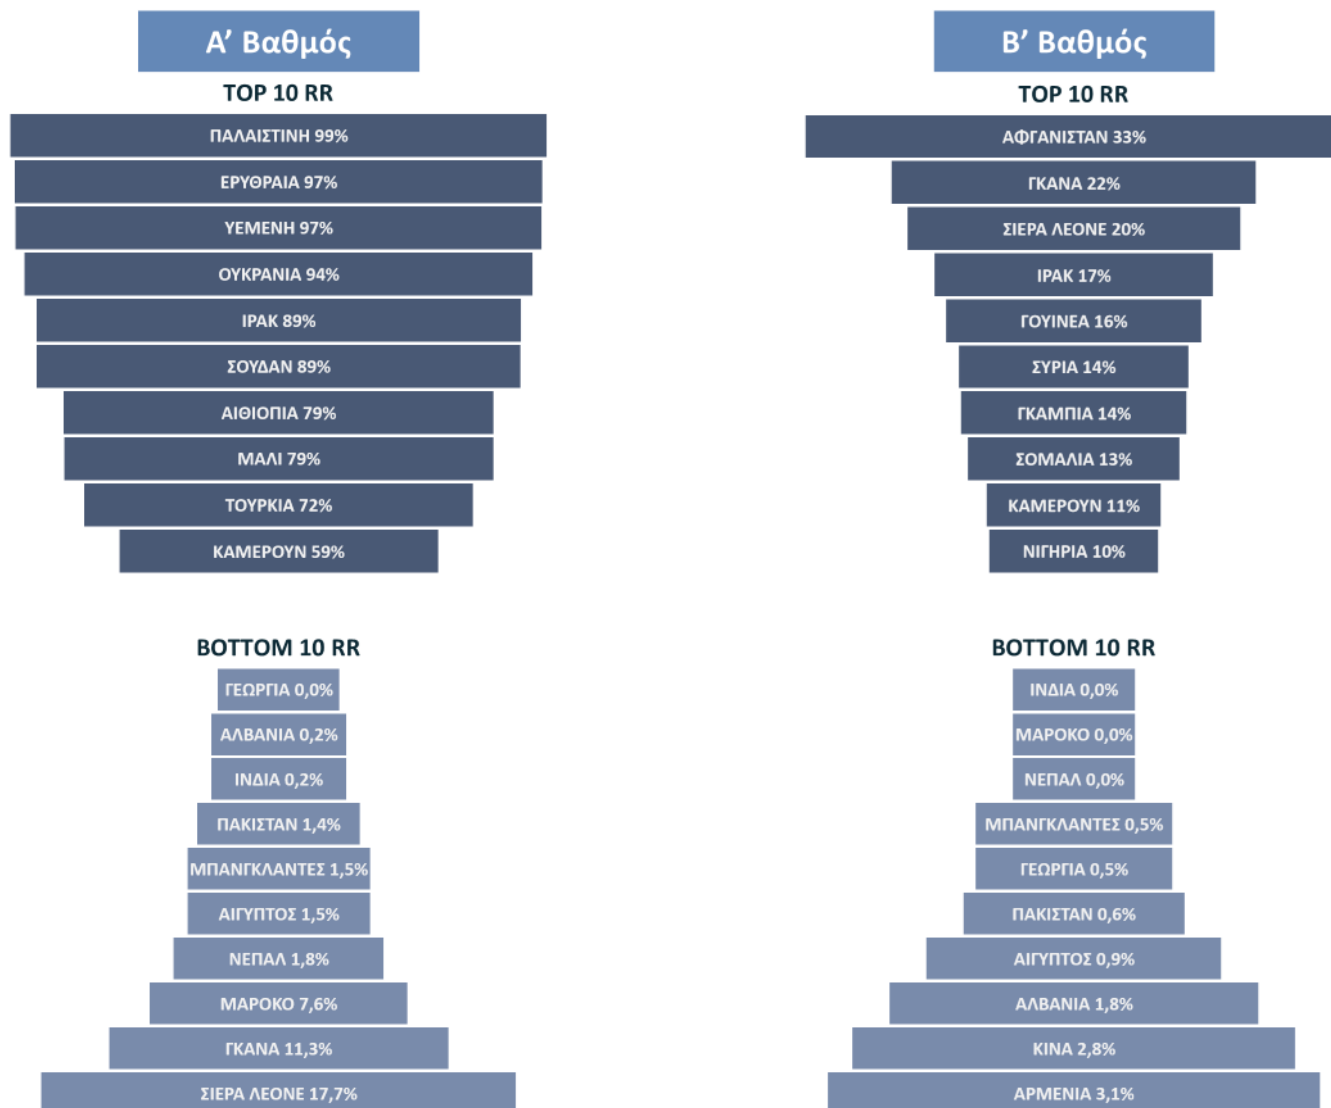 Α’ Βαθμός
TOP 10 RR
ΠΑΛΑΙΣΤΙΝΗ 99%
ΕΡΥΘΡΑΙΑ 97%
ΥΕΜΕΝΗ 97%
ΟΥΚΡΑΝΙΑ 94%
ΙΡΑΚ 89%
ΣΟΥΔΑΝ 89%
ΑΙΘΙΟΠΙΑ 79%
ΜΑΛΙ 79%
ΤΟΥΡΚΙΑ 72%
ΚΑΜΕΡΟΥΝ 59%
BOTTOM 10 RR
ΓΕΩΡΓΙΑ 0,0%
ΑΛΒΑΝΙΑ 0,2%
ΙΝΔΙΑ 0,2%
ΠΑΚΙΣΤΑΝ 1,4%
ΜΠΑΝΓΚΛΑΝΤΕΣ 1,5%
ΑΙΓΥΠΤΟΣ 1,5%
ΝΕΠΑΛ 1,8%
ΜΑΡΟΚΟ 7,6%
ΓΚΑΝΑ 11,3%
ΣΙΕΡΑ ΛΕΟΝΕ 17,7%
Β’ Βαθμός
TOP 10 RR
ΑΦΓΑΝΙΣΤΑΝ 33%
ΓΚΑΝΑ 22%
ΣΙΕΡΑ ΛΕΟΝΕ 20%
ΙΡΑΚ 17%
ΓΟΥΙΝΕΑ 16%
ΣΥΡΙΑ 14%
ΓΚΑΜΠΙΑ 14%
ΣΟΜΑΛΙΑ 13%
ΚΑΜΕΡΟΥΝ 11%
ΝΙΓΗΡΙΑ 10%
BOTTOM 10 RR
ΙΝΔΙΑ 0,0%
ΜΑΡΟΚΟ 0,0%
ΝΕΠΑΛ 0,0%
ΜΠΑΝΓΚΛΑΝΤΕΣ 0,5%
ΓΕΩΡΓΙΑ 0,5%
ΠΑΚΙΣΤΑΝ 0,6%
ΑΙΓΥΠΤΟΣ 0,9%
ΑΛΒΑΝΙΑ 1,8%
ΚΙΝΑ 2,8%
ΑΡΜΕΝΙΑ 3,1%